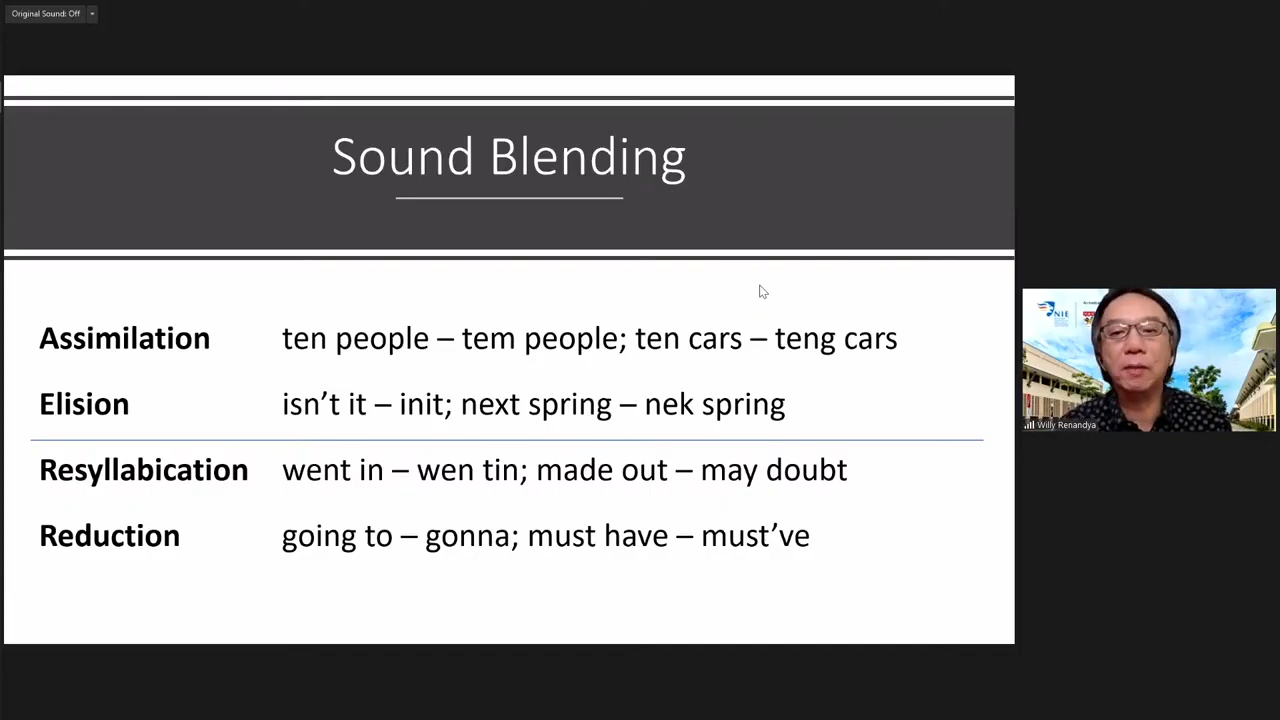 Original Sound: Off
Sound Blending
Assimilation ten people – tem people; ten cars – teng cars
Elision isn't it – init; next spring – nek spring
Resyllabication went in – wen tin; made out – may doubt
Reduction going to – gonna; must have – must've
NIE
Willy Renandya